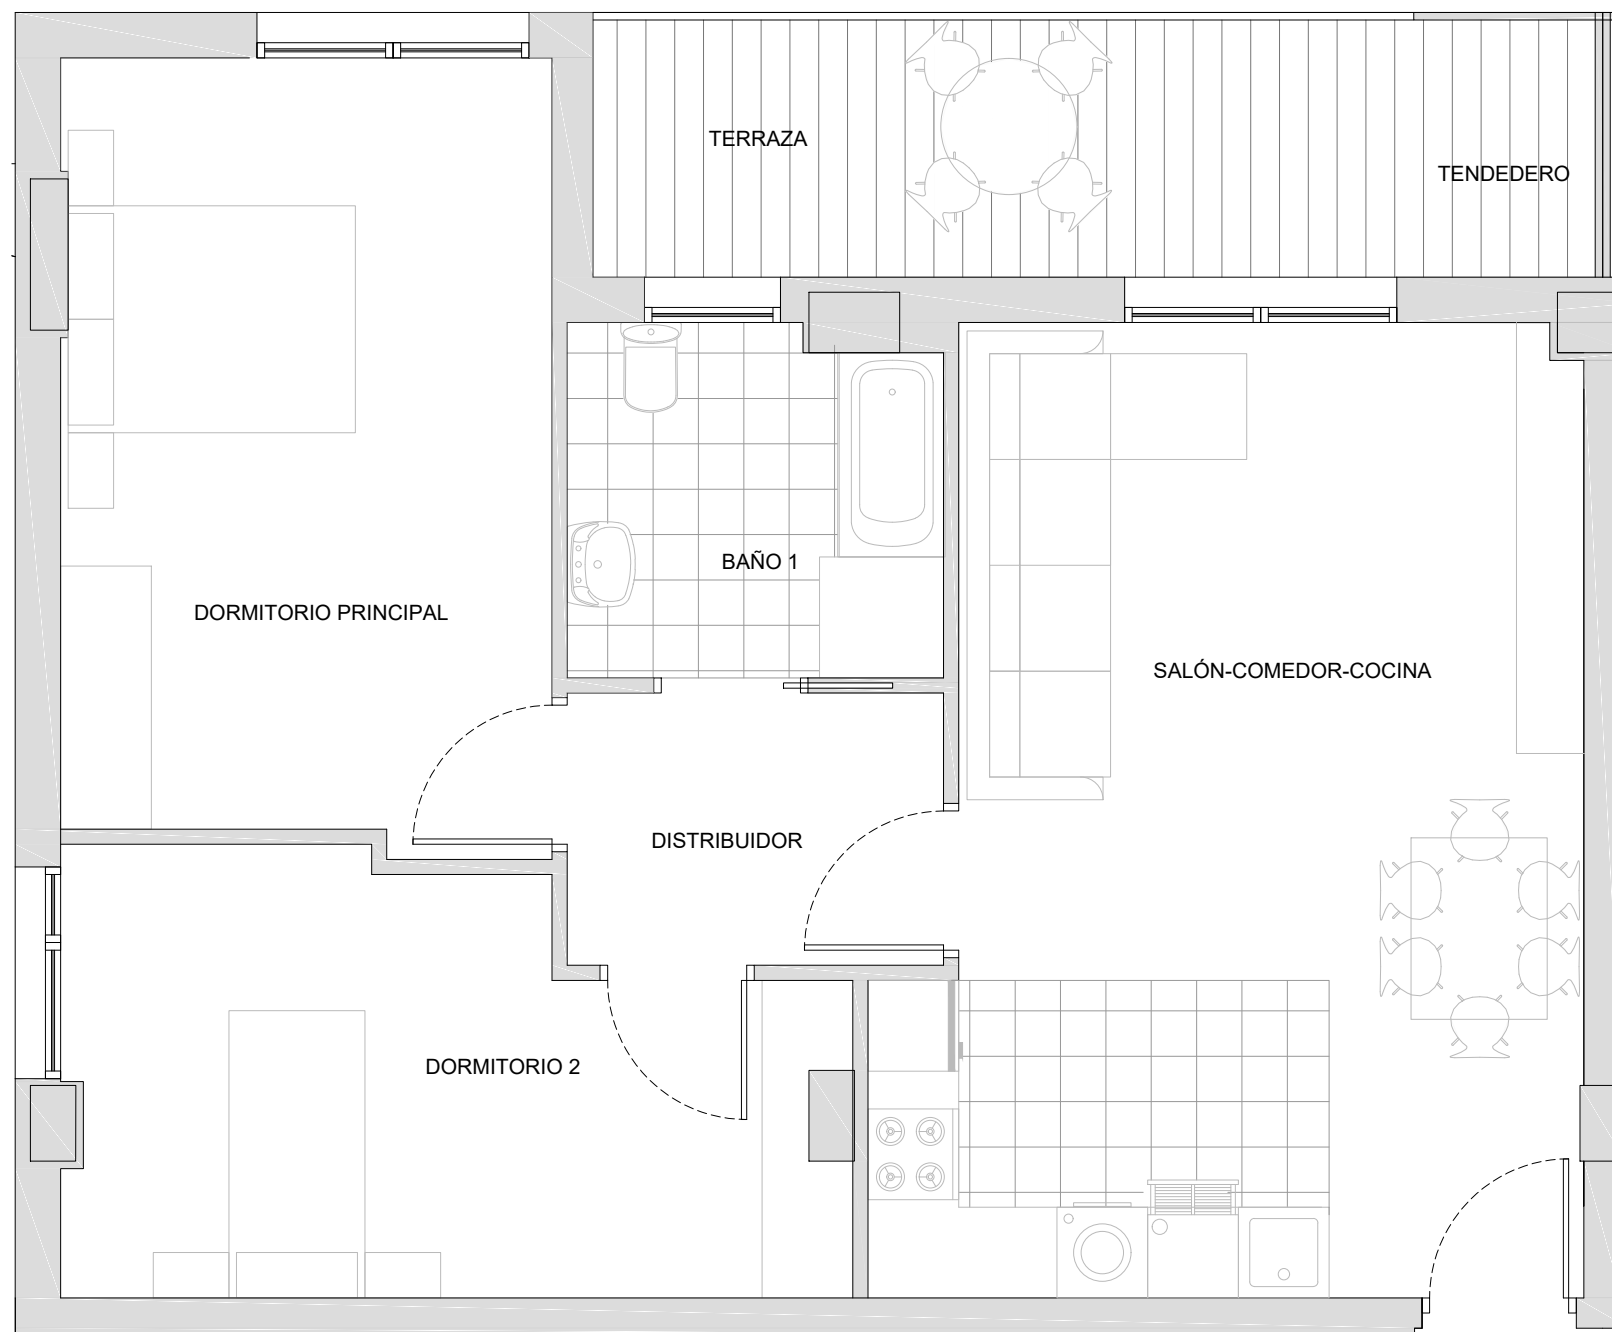 TERRAZA
TENDEDERO
BAÑO 1
DORMITORIO PRINCIPAL
SALÓN-COMEDOR-COCINA
DISTRIBUIDOR
DORMITORIO 2